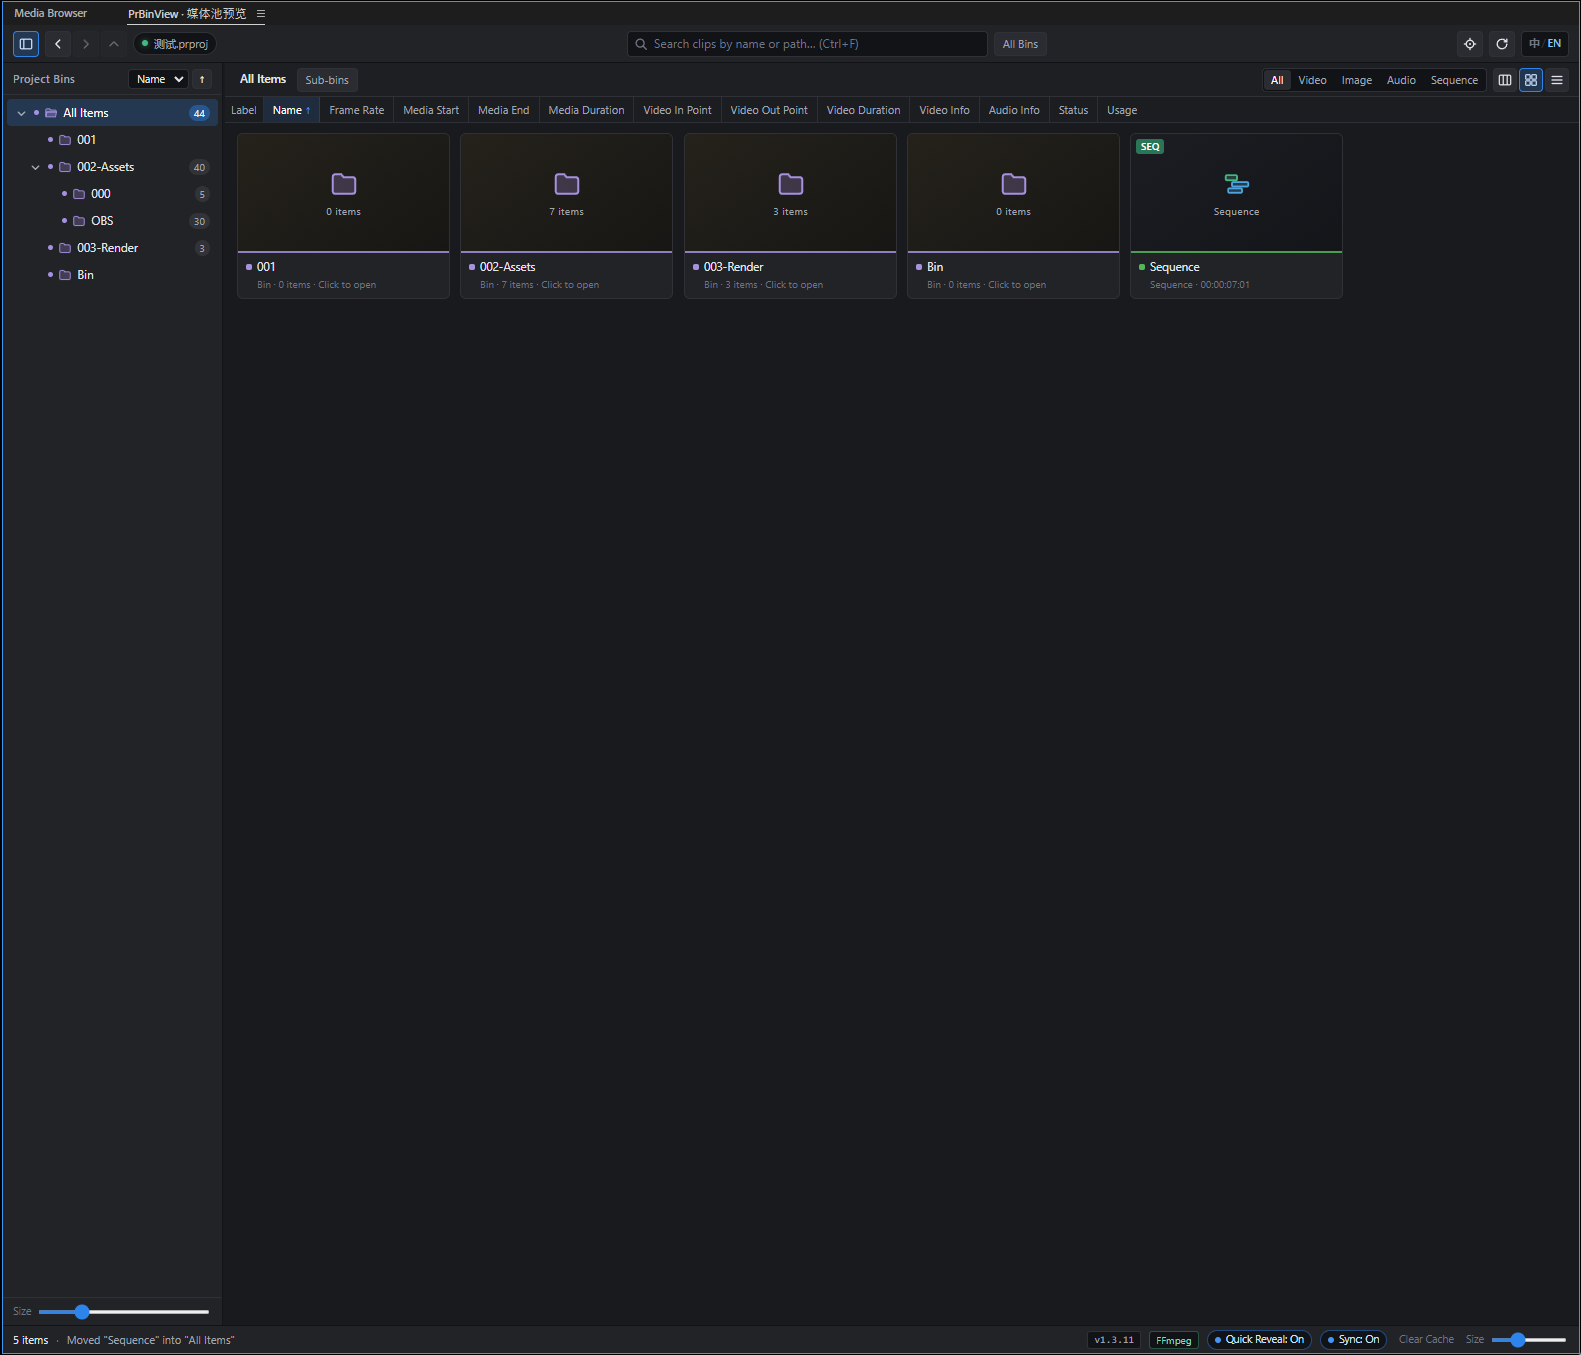 Media Browser
PrBinView · 媒体池预览
测试.prproj
Search clips by name or path... (Ctrl+F)
All Bins
中 / EN
Project Bins
Name
↑
All Items
Sub-bins
All
Video
Image
Audio
Sequence
Label
Name ↑
Frame Rate
Media Start
Media End
Media Duration
Video In Point
Video Out Point
Video Duration
Video Info
Audio Info
Status
Usage
All Items 44
001
002-Assets 40
000 5
OBS 30
003-Render 3
Bin
0 items
001
Bin · 0 items · Click to open
7 items
002-Assets
Bin · 7 items · Click to open
3 items
003-Render
Bin · 3 items · Click to open
0 items
Bin
Bin · 0 items · Click to open
SEQ
Sequence
Sequence
Sequence · 00:00:07:01
Size
5 items · Moved "Sequence" into "All Items"
v1.3.11
FFmpeg
Quick Reveal: On
Sync: On
Clear Cache
Size